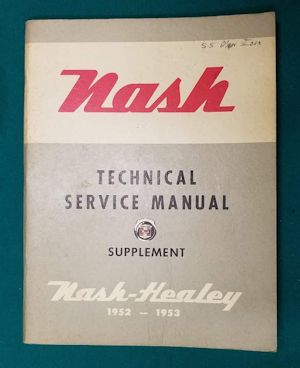 Nash
TECHNICAL
SERVICE MANUAL
SUPPLEMENT
Nash-Healey
1952 — 1953